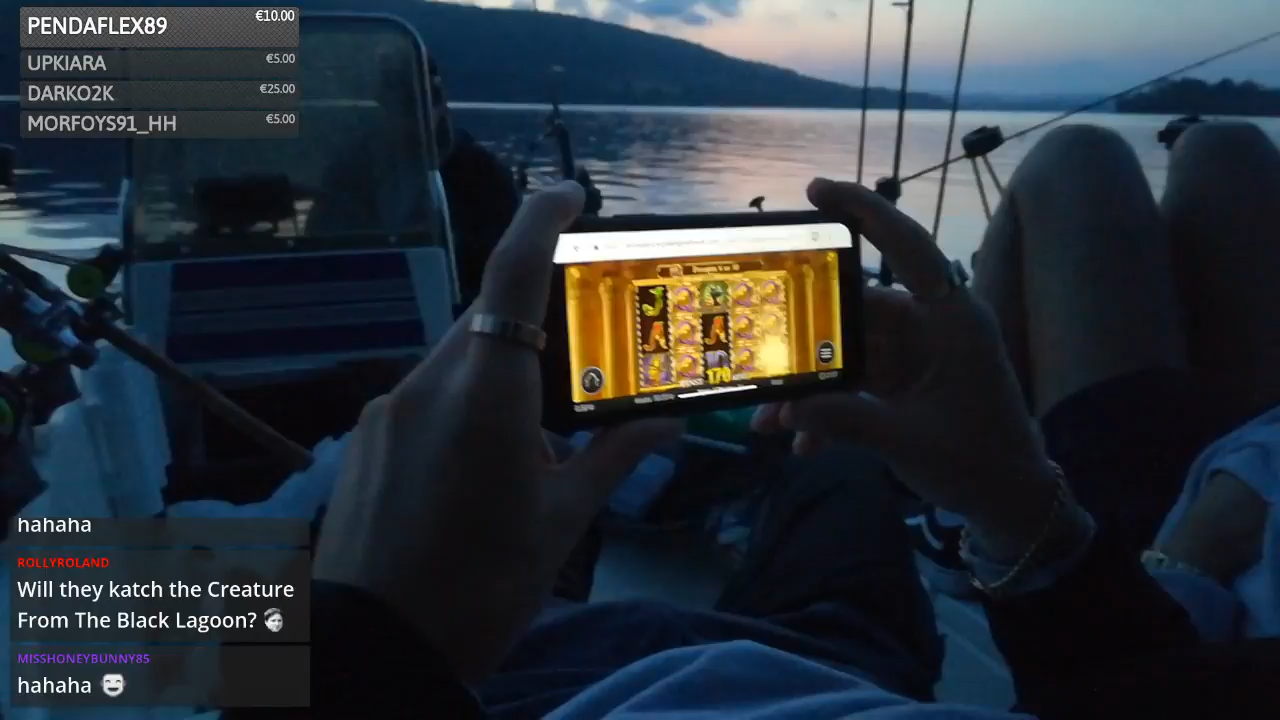 PENDAFLEX89 €10.00
UPKIARA €5.00
DARKO2K €25.00
MORFOYS91_HH €5.00
J
A A
170
hahaha
ROLLYROLAND
Will they katch the Creature
From The Black Lagoon?
MISSHONEYBUNNY85
hahaha